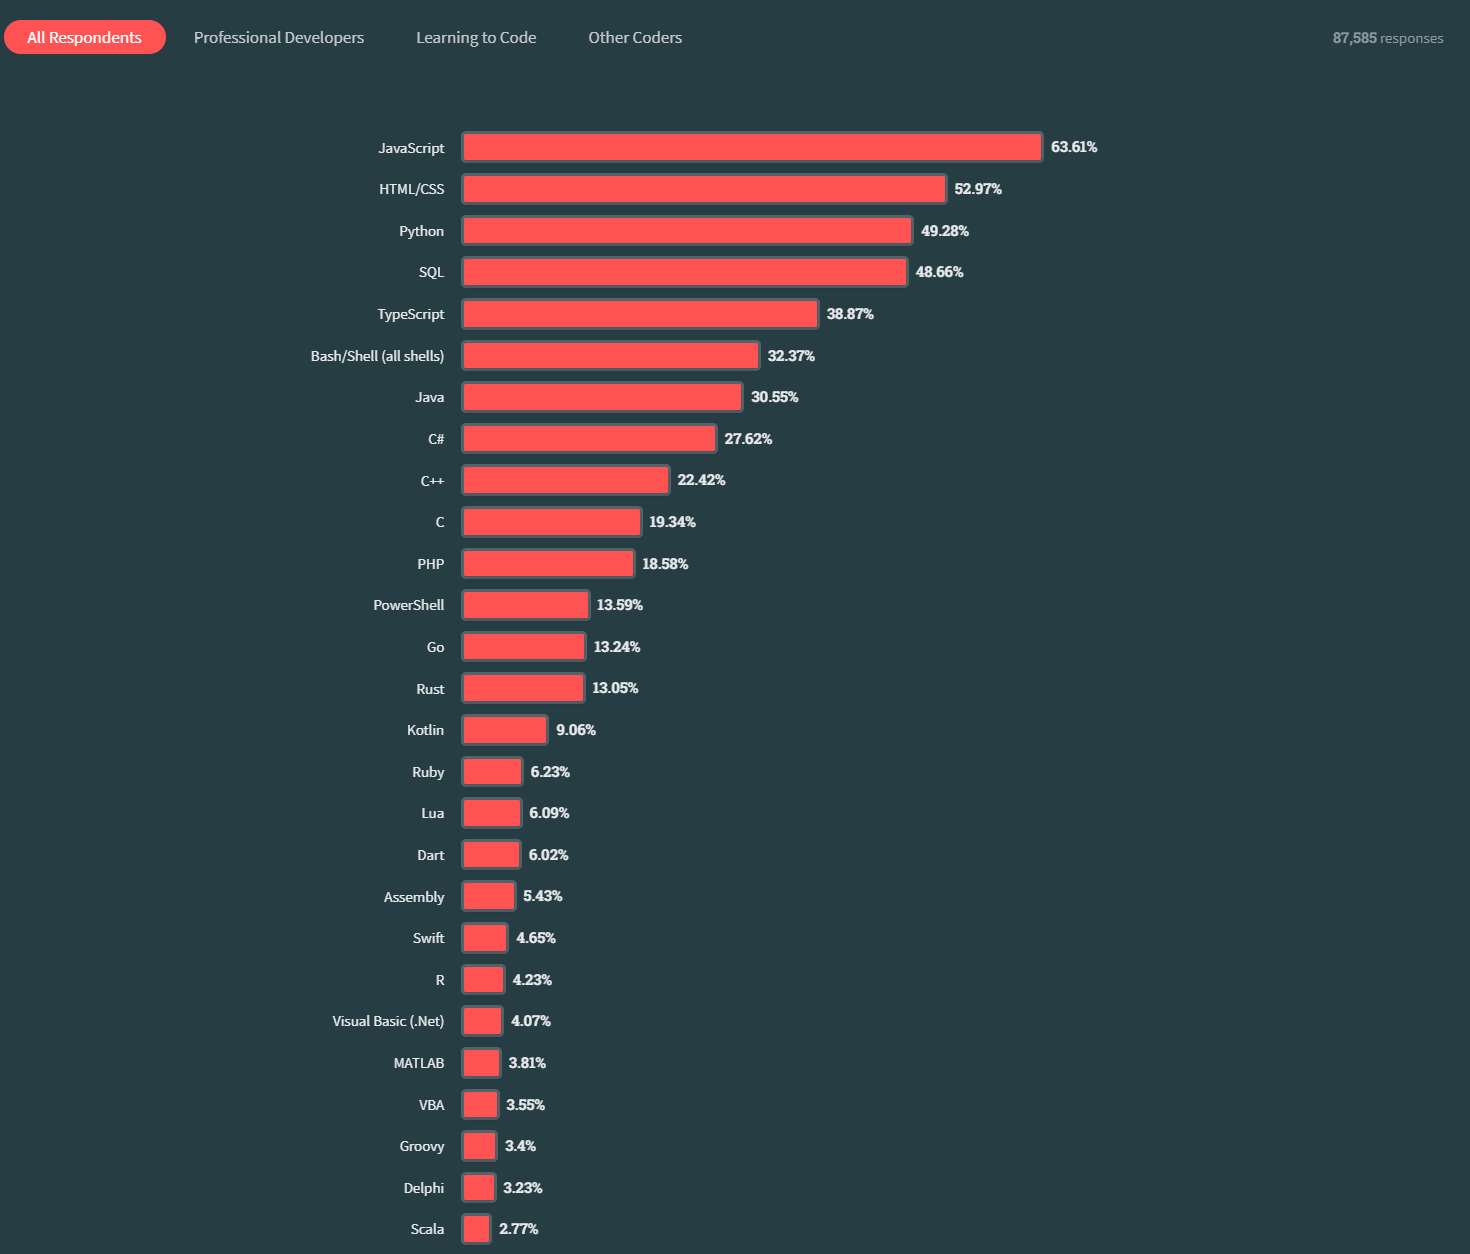 All Respondents Professional Developers Learning to Code Other Coders 87,585 responses
JavaScript 63.61%
HTML/CSS 52.97%
Python 49.28%
SQL 48.66%
TypeScript 38.87%
Bash/Shell (all shells) 32.37%
Java 30.55%
C# 27.62%
C++ 22.42%
C 19.34%
PHP 18.58%
PowerShell 13.59%
Go 13.24%
Rust 13.05%
Kotlin 9.06%
Ruby 6.23%
Lua 6.09%
Dart 6.02%
Assembly 5.43%
Swift 4.65%
R 4.23%
Visual Basic (.Net) 4.07%
MATLAB 3.81%
VBA 3.55%
Groovy 3.4%
Delphi 3.23%
Scala 2.77%